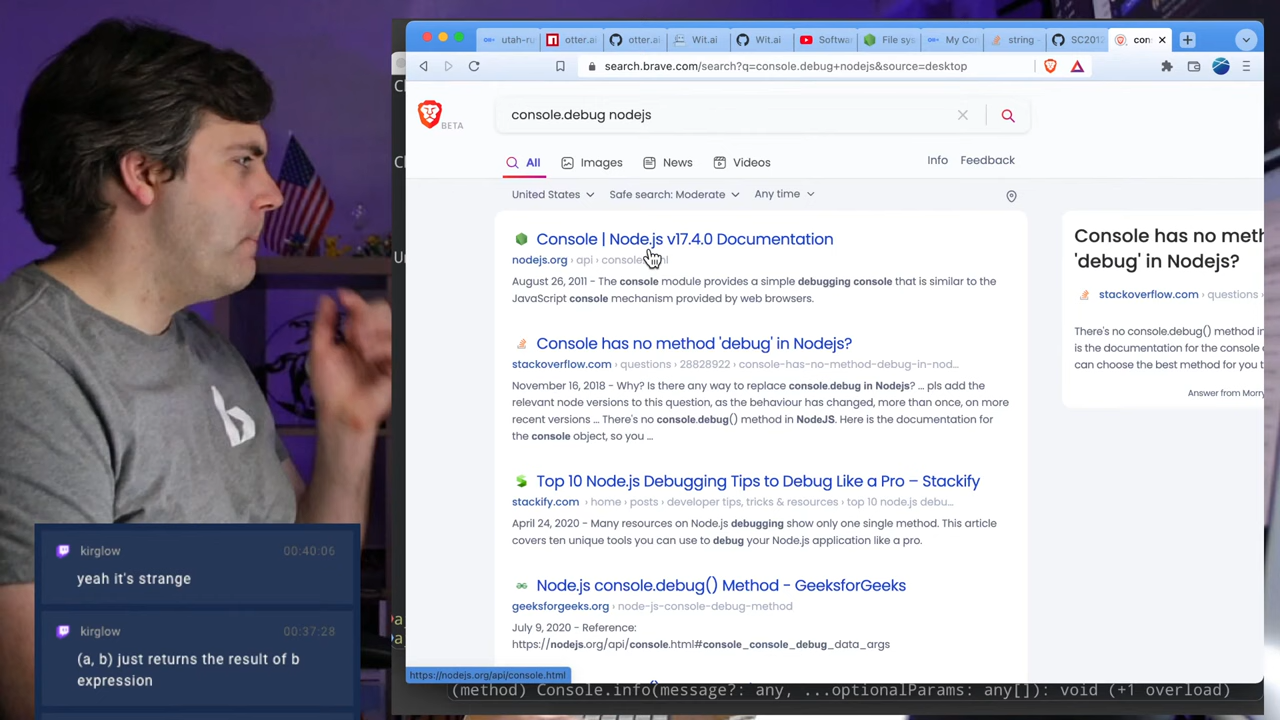 utah-ru
otter.ai
otter.ai
Wit.ai
Wit.ai
Softwar
File sys
My Con
string -
SC2012
con
search.brave.com/search?q=console.debug+nodejs&source=desktop
BETA
console.debug nodejs
All
Images
News
Videos
Info
Feedback
United States
Safe search: Moderate
Any time
Console | Node.js v17.4.0 Documentation
nodejs.org › api › console
August 26, 2011 - The console module provides a simple debugging console that is similar to the
JavaScript console mechanism provided by web browsers.
Console has no method 'debug' in Nodejs?
stackoverflow.com › questions › 28828922 › console-has-no-method-debug-in-nod...
November 16, 2018 - Why? Is there any way to replace console.debug in Nodejs? ... pls add the
relevant node versions to this question, as the behaviour has changed, more than once, on more
recent versions ... There's no console.debug() method in NodeJS. Here is the documentation for
the console object, so you ...
Top 10 Node.js Debugging Tips to Debug Like a Pro – Stackify
stackify.com › home › posts › developer tips, tricks & resources › top 10 node.js debu...
April 24, 2020 - Many resources on Node.js debugging show only one single method. This article
covers ten unique tools you can use to debug your Node.js application like a pro.
Node.js console.debug() Method - GeeksforGeeks
geeksforgeeks.org › node-js-console-debug-method
July 9, 2020 - Reference:
https://nodejs.org/api/console.html#console_console_debug_data_args
Console has no meth
'debug' in Nodejs?
stackoverflow.com › questions
There's no console.debug() method in
is the documentation for the console
can choose the best method for you t
Answer from Morry
https://nodejs.org/api/console.html
(method) Console.info(message?: any, ...optionalParams: any[]): void (+1 overload)
kirglow 00:40:06
yeah it's strange
kirglow 00:37:28
(a, b) just returns the result of b
expression